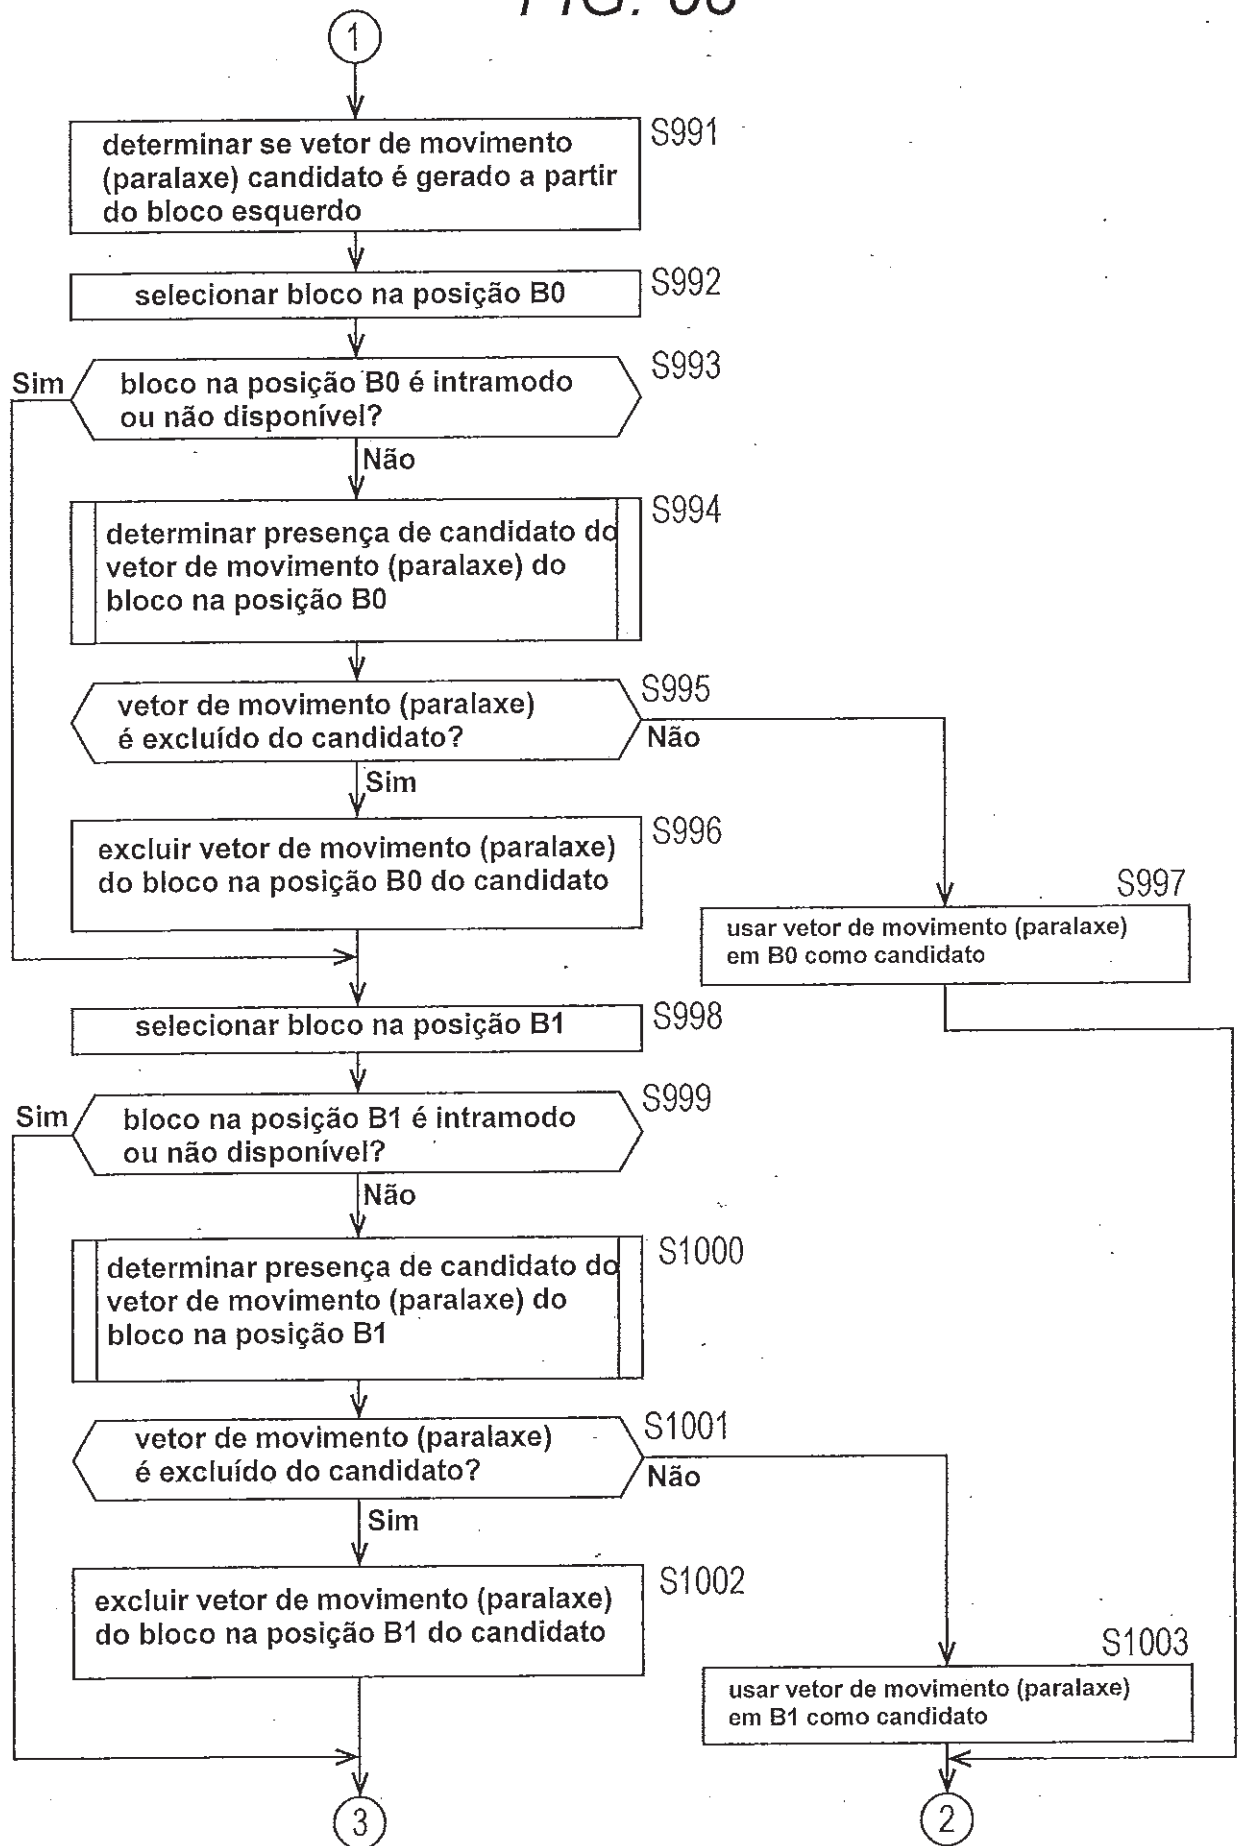 FIG.
1
determinar se vetor de movimento
(paralaxe) candidato é gerado a partir
do bloco esquerdo
S991
selecionar bloco na posição B0
S992
Sim
bloco na posição B0 é intramodo
ou não disponível?
S993
Não
determinar presença de candidato do
vetor de movimento (paralaxe) do
bloco na posição B0
S994
vetor de movimento (paralaxe)
é excluído do candidato?
S995
Não
Sim
excluir vetor de movimento (paralaxe)
do bloco na posição B0 do candidato
S996
S997
usar vetor de movimento (paralaxe)
em B0 como candidato
selecionar bloco na posição B1
S998
Sim
bloco na posição B1 é intramodo
ou não disponível?
S999
Não
determinar presença de candidato do
vetor de movimento (paralaxe) do
bloco na posição B1
S1000
vetor de movimento (paralaxe)
é excluído do candidato?
S1001
Não
Sim
excluir vetor de movimento (paralaxe)
do bloco na posição B1 do candidato
S1002
S1003
usar vetor de movimento (paralaxe)
em B1 como candidato
3
2